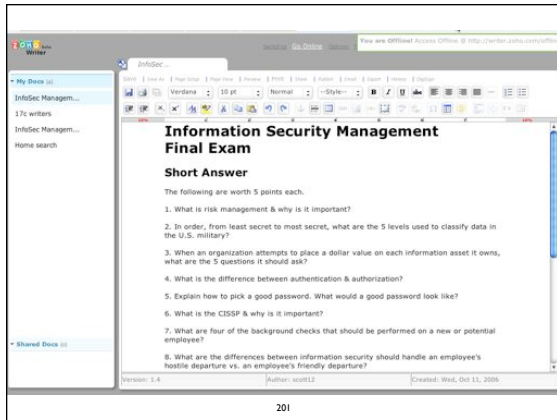 ZOHO
Writer
Go Online
You are Offline! Access Offline @ http://writer.zoho.com/offline
InfoSec ...
My Docs
InfoSec Managem...
17c writers
InfoSec Managem...
Home search
Shared Docs
Verdana
10 pt
Normal
--Style--
B I U
Information Security Management
Final Exam
Short Answer
The following are worth 5 points each.
1. What is risk management & why is it important?
2. In order, from least secret to most secret, what are the 5 levels used to classify data in
the U.S. military?
3. When an organization attempts to place a dollar value on each information asset it owns,
what are the 5 questions it should ask?
4. What is the difference between authentication & authorization?
5. Explain how to pick a good password. What would a good password look like?
6. What is the CISSP & why is it important?
7. What are four of the background checks that should be performed on a new or potential
employee?
8. What are the differences between information security should handle an employee's
hostile departure vs. an employee's friendly departure?
Version: 1.4
Author: scott12
Created: Wed, Oct 11, 2006
201